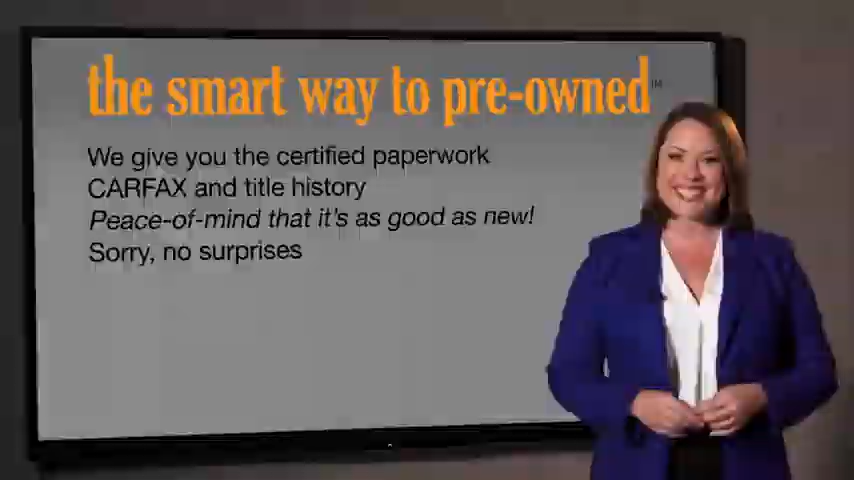 the smart way to pre-owned™
We give you the certified paperwork
CARFAX and title history
Peace-of-mind that it's as good as new!
Sorry, no surprises